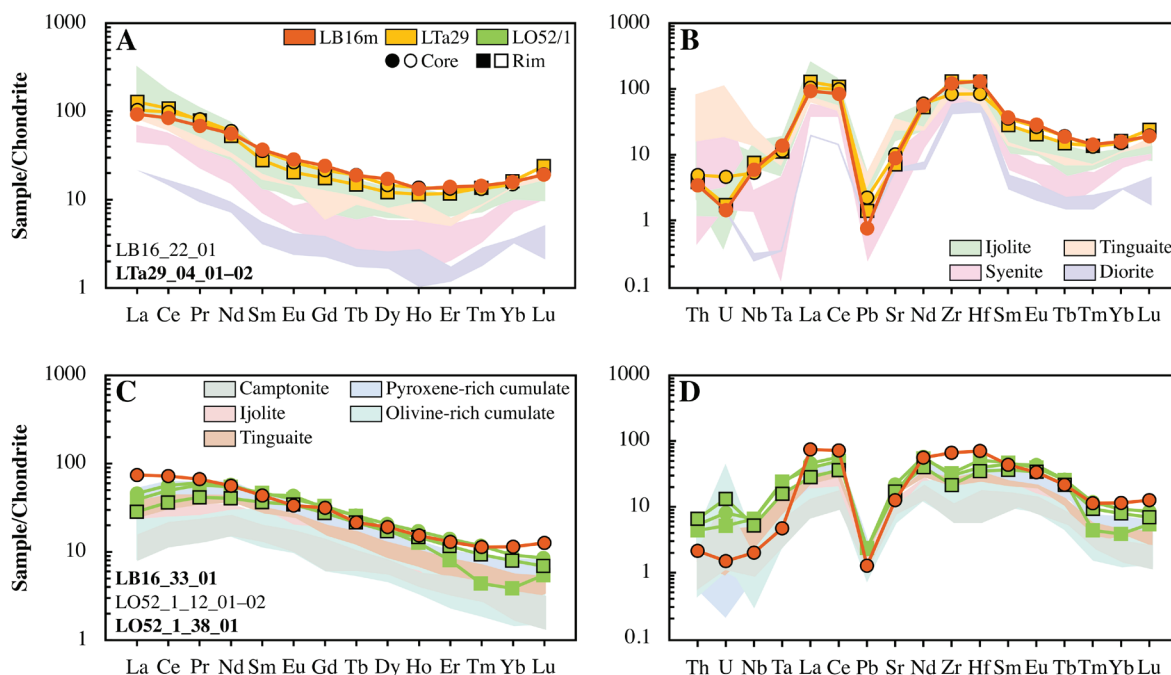 Sample/Chondrite
1000
100
10
1
A
LB16m
LTa29
LO52/1
Core
Rim
LB16_22_01
LTa29_04_01–02
La Ce Pr Nd Sm Eu Gd Tb Dy Ho Er Tm Yb Lu
1000
100
10
1
0.1
B
Ijolite
Tinguaite
Syenite
Diorite
Th U Nb Ta La Ce Pb Sr Nd Zr Hf Sm Eu Tb Tm Yb Lu
Sample/Chondrite
1000
100
10
1
C
Camptonite
Pyroxene-rich cumulate
Ijolite
Olivine-rich cumulate
Tinguaite
LB16_33_01
LO52_1_12_01–02
LO52_1_38_01
La Ce Pr Nd Sm Eu Gd Tb Dy Ho Er Tm Yb Lu
1000
100
10
1
0.1
D
Th U Nb Ta La Ce Pb Sr Nd Zr Hf Sm Eu Tb Tm Yb Lu